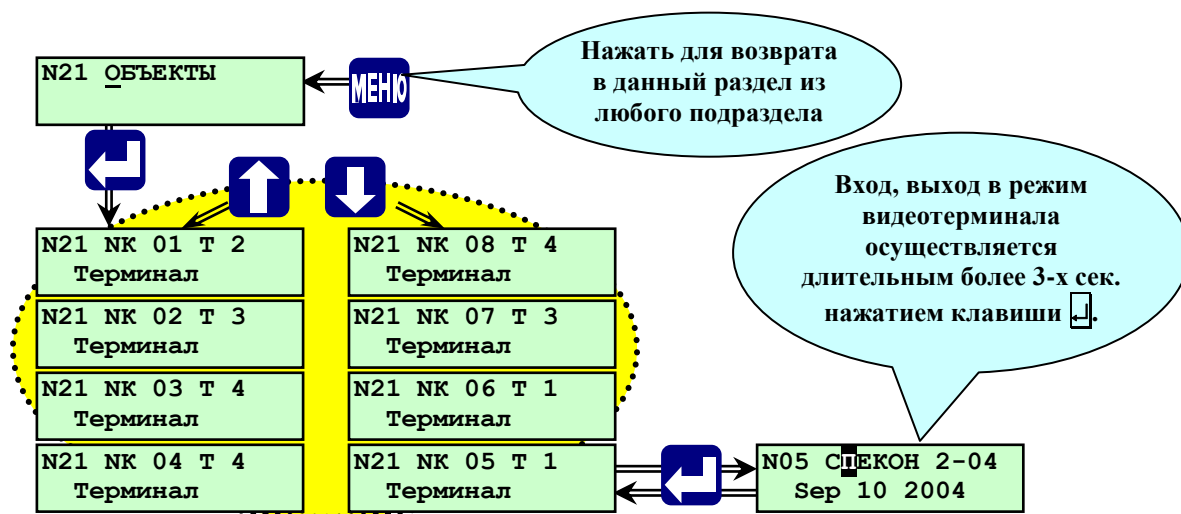 N21 ОБЪЕКТЫ
МЕНЮ
Нажать для возврата
в данный раздел из
любого подраздела
Вход, выход в режим
видеотерминала
осуществляется
длительным более 3-х сек.
нажатием клавиши ↵.
N21 NK 01 T 2
Терминал
N21 NK 02 T 3
Терминал
N21 NK 03 T 4
Терминал
N21 NK 04 T 4
Терминал
N21 NK 08 T 4
Терминал
N21 NK 07 T 3
Терминал
N21 NK 06 T 1
Терминал
N21 NK 05 T 1
Терминал
N05 СПЕКОН 2-04
Sep 10 2004